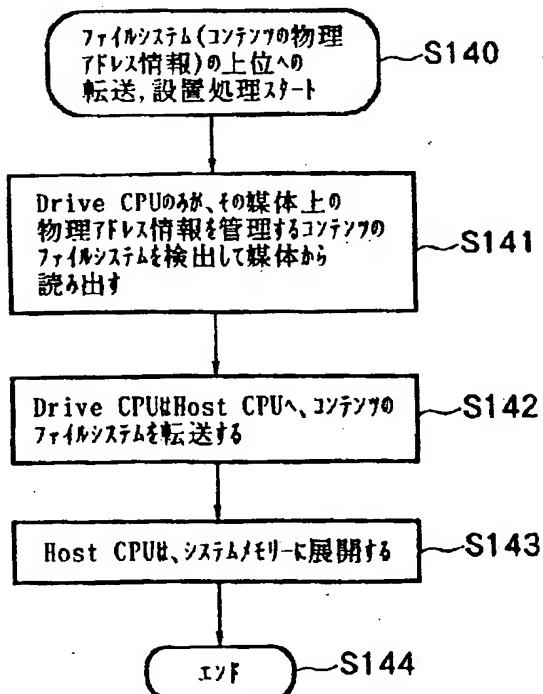 ファイルシステム(コンテンツの物理
アドレス情報)の上位への
転送,設置処理スタート
S140
Drive CPUのみが、その媒体上の
物理アドレス情報を管理するコンテンツの
ファイルシステムを検出して媒体から
読み出す
S141
Drive CPUはHost CPUへ、コンテンツの
ファイルシステムを転送する
S142
Host CPUは、システムメモリーに展開する
S143
エンド
S144